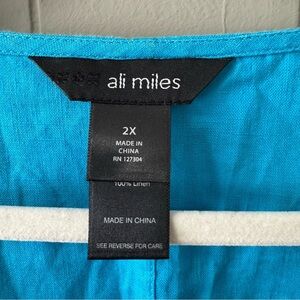 ali miles
2X
MADE IN
CHINA
RN 127304
100% Linen
MADE IN CHINA
SEE REVERSE FOR CARE